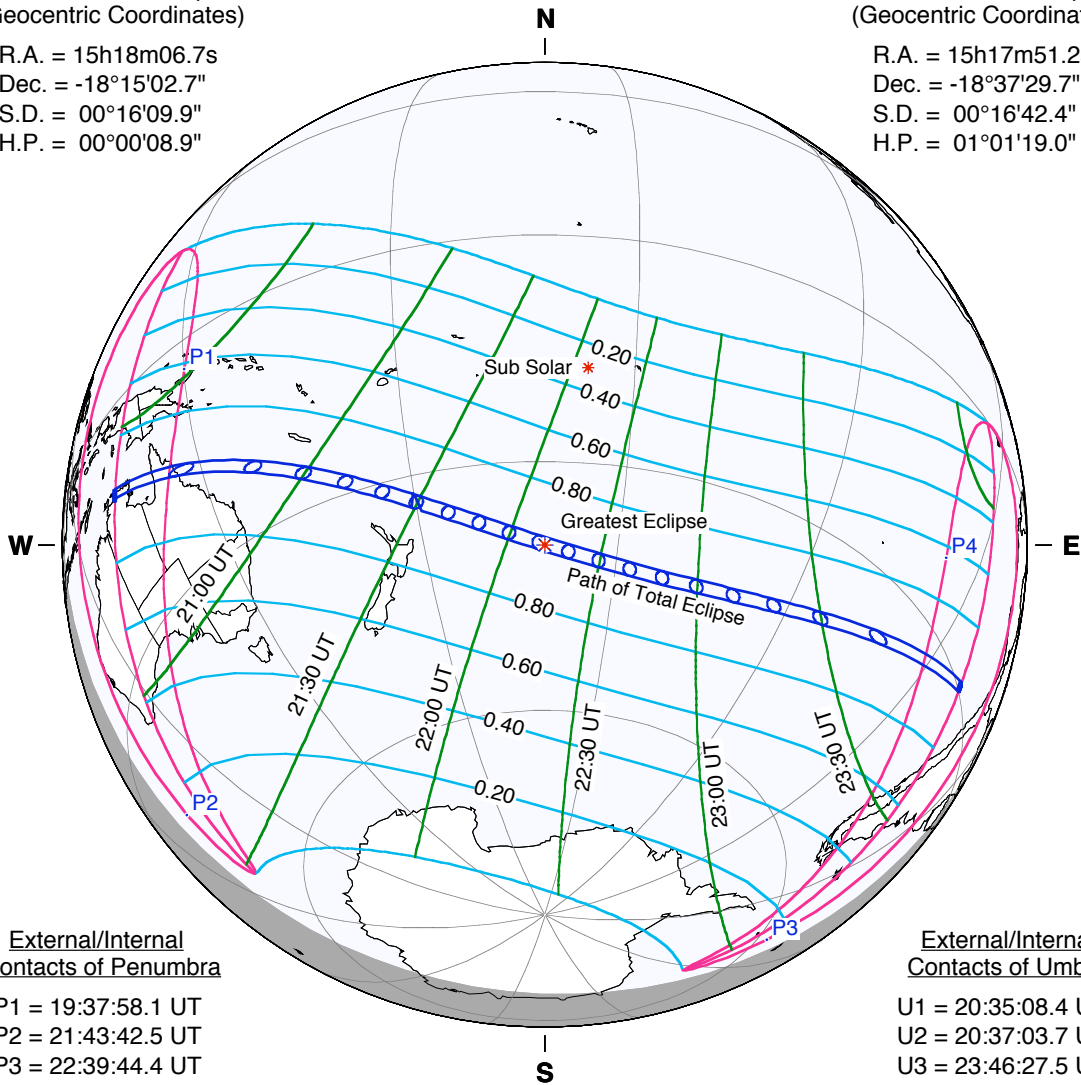 N
eocentric Coordinates)
(Geocentric Coordinat
R.A. = 15h18m06.7s
Dec. = -18°15'02.7"
S.D. = 00°16'09.9"
H.P. = 00°00'08.9"
R.A. = 15h17m51.2
Dec. = -18°37'29.7"
S.D. = 00°16'42.4"
H.P. = 01°01'19.0"
0.20
P1
Sub Solar
0.40
0.60
0.80
Greatest Eclipse
W
E
P4
Path of Total Eclipse
21:00 UT
0.80
21:30 UT
0.60
22:00 UT
0.40
22:30 UT
23:00 UT
23:30 UT
0.20
P2
P3
External/Internal
ontacts of Penumbra
P1 = 19:37:58.1 UT
P2 = 21:43:42.5 UT
P3 = 22:39:44.4 UT
External/Interna
Contacts of Umb
U1 = 20:35:08.4 U
U2 = 20:37:03.7 U
U3 = 23:46:27.5 U
S